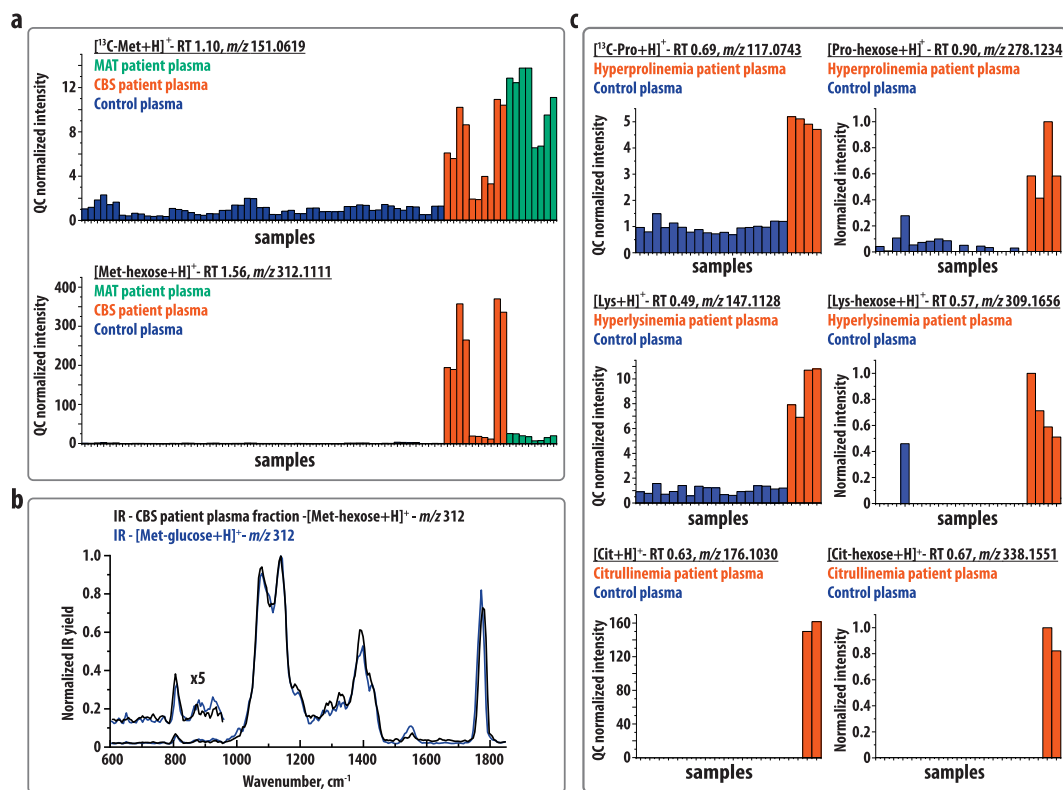 a
[¹³C-Met+H]⁺- RT 1.10, m/z 151.0619
MAT patient plasma
CBS patient plasma
Control plasma
QC normalized intensity
12
8
4
0
samples
[Met-hexose+H]⁺- RT 1.56, m/z 312.1111
MAT patient plasma
CBS patient plasma
Control plasma
QC normalized intensity
400
300
200
100
0
samples
b
IR - CBS patient plasma fraction -[Met-hexose+H]⁺ - m/z 312
IR - [Met-glucose+H]⁺- m/z 312
Normalized IR yield
1.0
0.8
0.6
0.4
0.2
0
x5
600 800 1000 1200 1400 1600 1800
Wavenumber, cm⁻¹
c
[¹³C-Pro+H]⁺- RT 0.69, m/z 117.0743
Hyperprolinemia patient plasma
Control plasma
QC normalized intensity
5
4
3
2
1
0
samples
[Pro-hexose+H]⁺- RT 0.90, m/z 278.1234
Hyperprolinemia patient plasma
Control plasma
Normalized intensity
1.0
0.8
0.6
0.4
0.2
0
samples
[Lys+H]⁺- RT 0.49, m/z 147.1128
Hyperlysinemia patient plasma
Control plasma
QC normalized intensity
10
8
6
4
2
0
samples
[Lys-hexose+H]⁺- RT 0.57, m/z 309.1656
Hyperlysinemia patient plasma
Control plasma
Normalized intensity
1.0
0.8
0.6
0.4
0.2
0
samples
[Cit+H]⁺- RT 0.63, m/z 176.1030
Citrullinemia patient plasma
Control plasma
QC normalized intensity
160
120
80
40
0
samples
[Cit-hexose+H]⁺- RT 0.67, m/z 338.1551
Citrullinemia patient plasma
Control plasma
Normalized intensity
1.0
0.8
0.6
0.4
0.2
0
samples